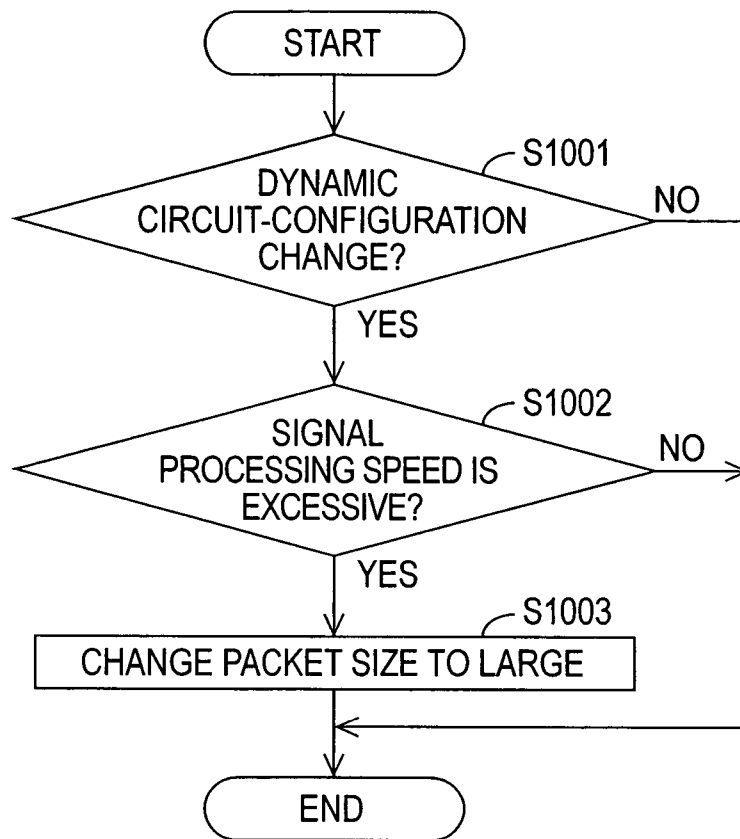 START
S1001
DYNAMIC
CIRCUIT-CONFIGURATION
CHANGE?
NO
YES
S1002
SIGNAL
PROCESSING SPEED IS
EXCESSIVE?
NO
YES
S1003
CHANGE PACKET SIZE TO LARGE
END